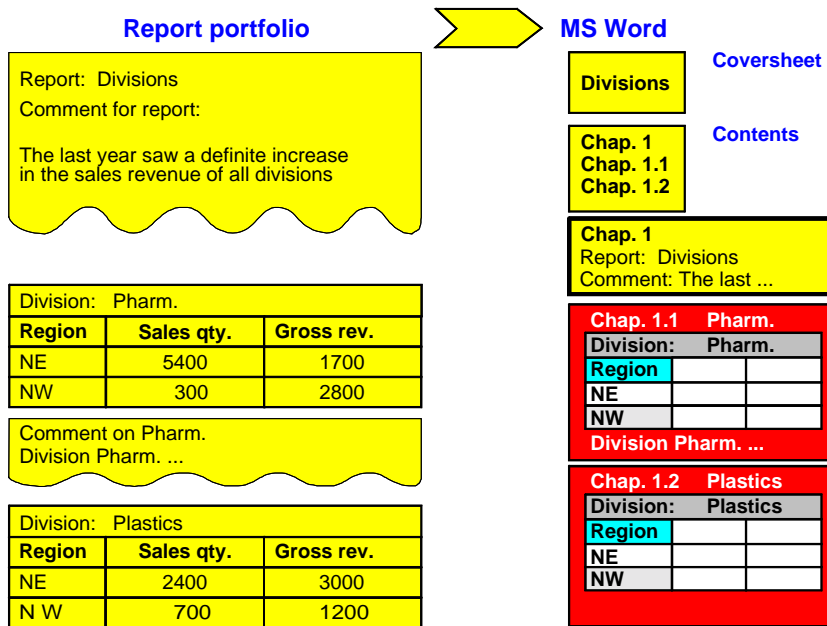 Report portfolio
MS Word
Report: Divisions
Comment for report:
The last year saw a definite increase
in the sales revenue of all divisions
Division: Pharm.
Region Sales qty. Gross rev.
NE 5400 1700
NW 300 2800
Comment on Pharm.
Division Pharm. ...
Division: Plastics
Region Sales qty. Gross rev.
NE 2400 3000
N W 700 1200
Divisions
Coversheet
Chap. 1
Chap. 1.1
Chap. 1.2
Contents
Chap. 1
Report: Divisions
Comment: The last ...
Chap. 1.1 Pharm.
Division: Pharm.
Region
NE
NW
Division Pharm. ...
Chap. 1.2 Plastics
Division: Plastics
Region
NE
NW